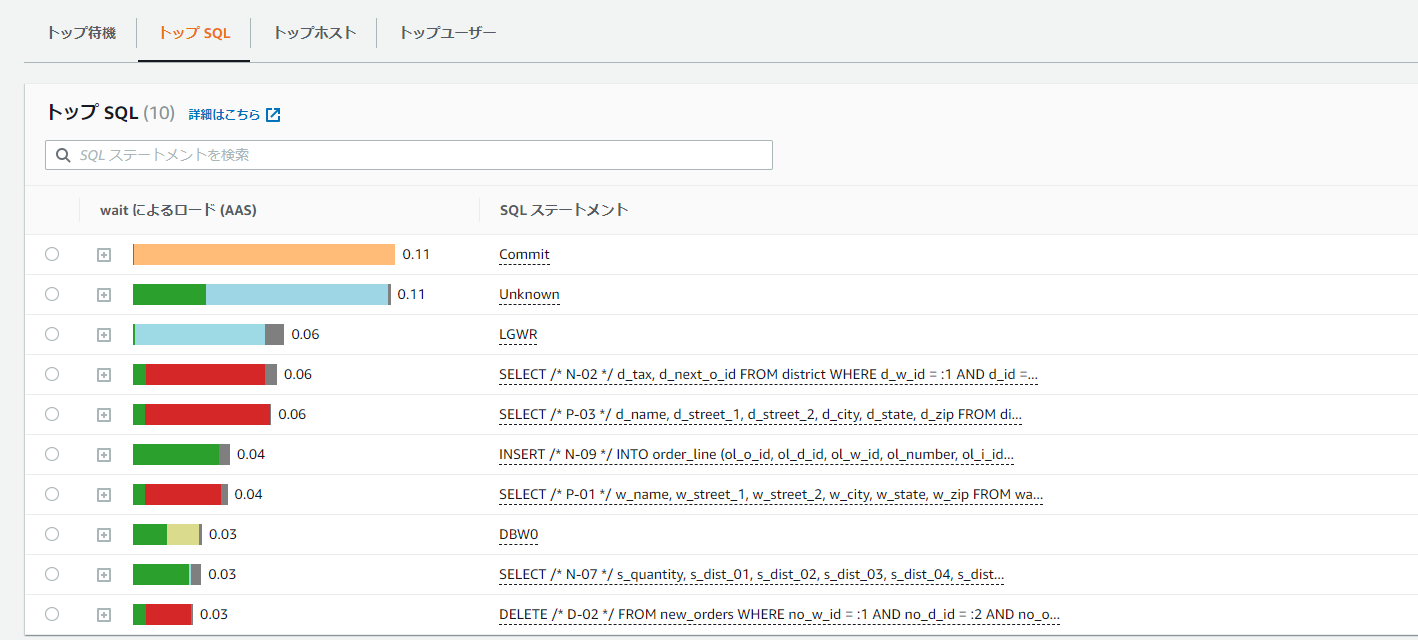 トップ待機 トップ SQL トップホスト トップユーザー
トップ SQL (10) 詳細はこちら
SQL ステートメントを検索
wait によるロード (AAS) SQL ステートメント
0.11 Commit
0.11 Unknown
0.06 LGWR
0.06 SELECT /* N-02 */ d_tax, d_next_o_id FROM district WHERE d_w_id = :1 AND d_id =...
0.06 SELECT /* P-03 */ d_name, d_street_1, d_street_2, d_city, d_state, d_zip FROM di...
0.04 INSERT /* N-09 */ INTO order_line (ol_o_id, ol_d_id, ol_w_id, ol_number, ol_i_id...
0.04 SELECT /* P-01 */ w_name, w_street_1, w_street_2, w_city, w_state, w_zip FROM wa...
0.03 DBW0
0.03 SELECT /* N-07 */ s_quantity, s_dist_01, s_dist_02, s_dist_03, s_dist_04, s_dist...
0.03 DELETE /* D-02 */ FROM new_orders WHERE no_w_id = :1 AND no_d_id = :2 AND no_o...